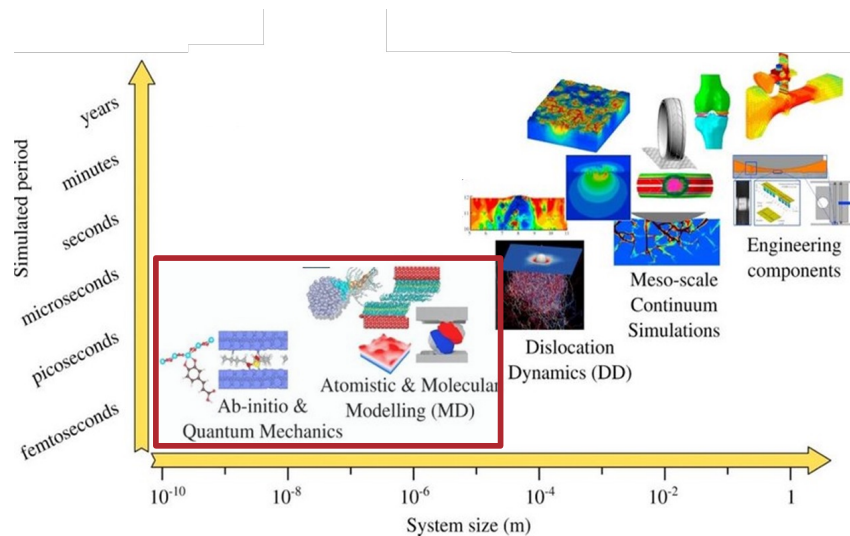 years
minutes
seconds
microseconds
picoseconds
femtoseconds
Simulated period
Engineering
components
Meso-scale
Continuum
Simulations
Dislocation
Dynamics (DD)
Atomistic & Molecular
Modelling (MD)
Ab-initio &
Quantum Mechanics
10-10
10-8
10-6
10-4
10-2
1
System size (m)